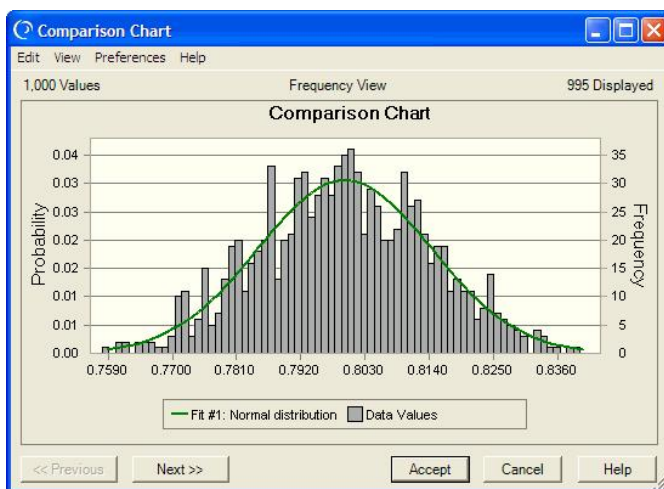 Comparison Chart
Edit View Preferences Help
1,000 Values Frequency View 995 Displayed
Comparison Chart
Probability
0.04
0.03
0.03
0.02
0.02
0.01
0.01
0.00
Frequency
35
30
25
20
15
10
5
0
0.7590 0.7700 0.7810 0.7920 0.8030 0.8140 0.8250 0.8360
Fit #1: Normal distribution Data Values
<< Previous Next >> Accept Cancel Help